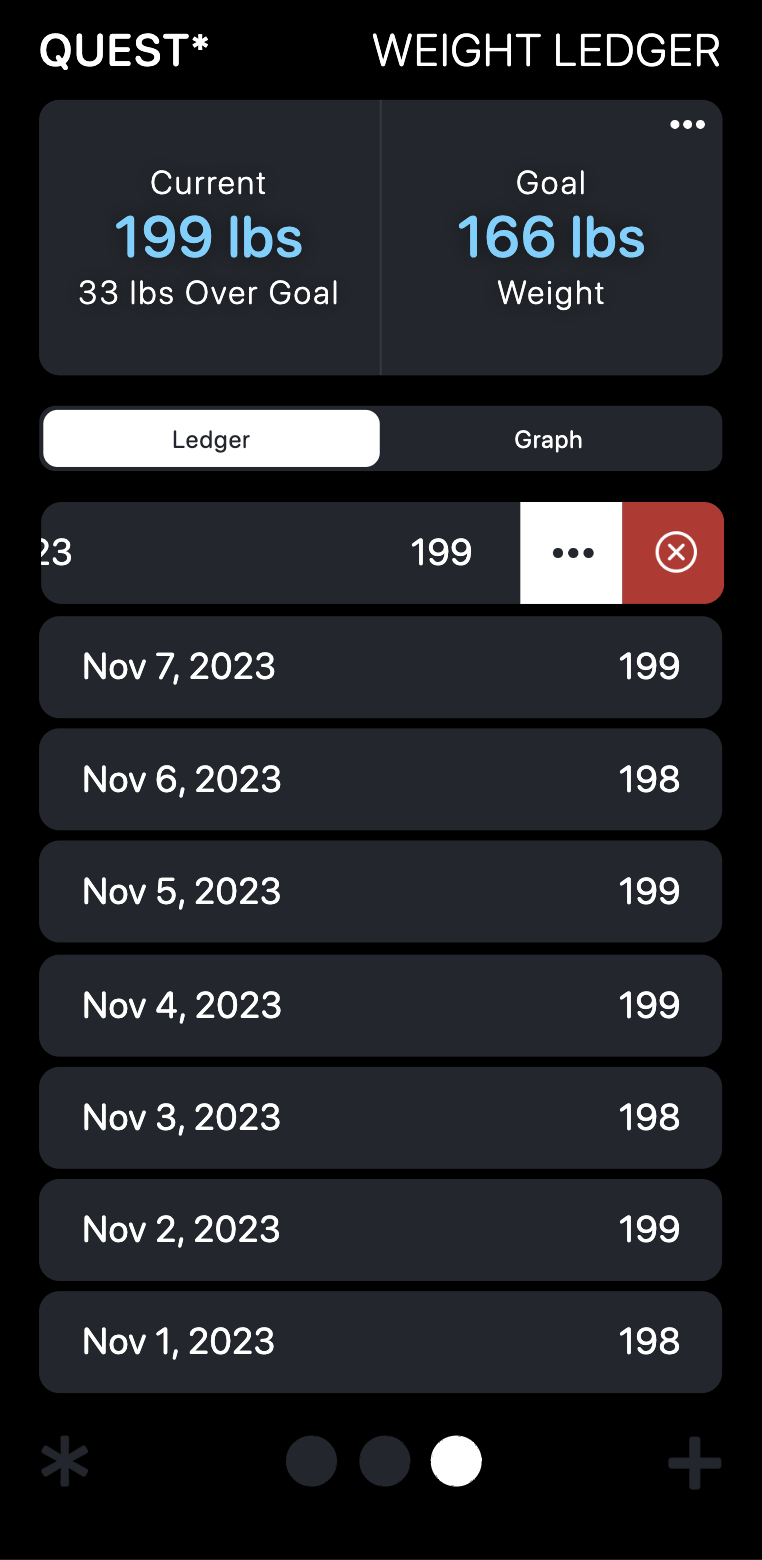 QUEST* WEIGHT LEDGER
Current
199 lbs
33 lbs Over Goal
Goal
166 lbs
Weight
Ledger Graph
23 199
Nov 7, 2023 199
Nov 6, 2023 198
Nov 5, 2023 199
Nov 4, 2023 199
Nov 3, 2023 198
Nov 2, 2023 199
Nov 1, 2023 198